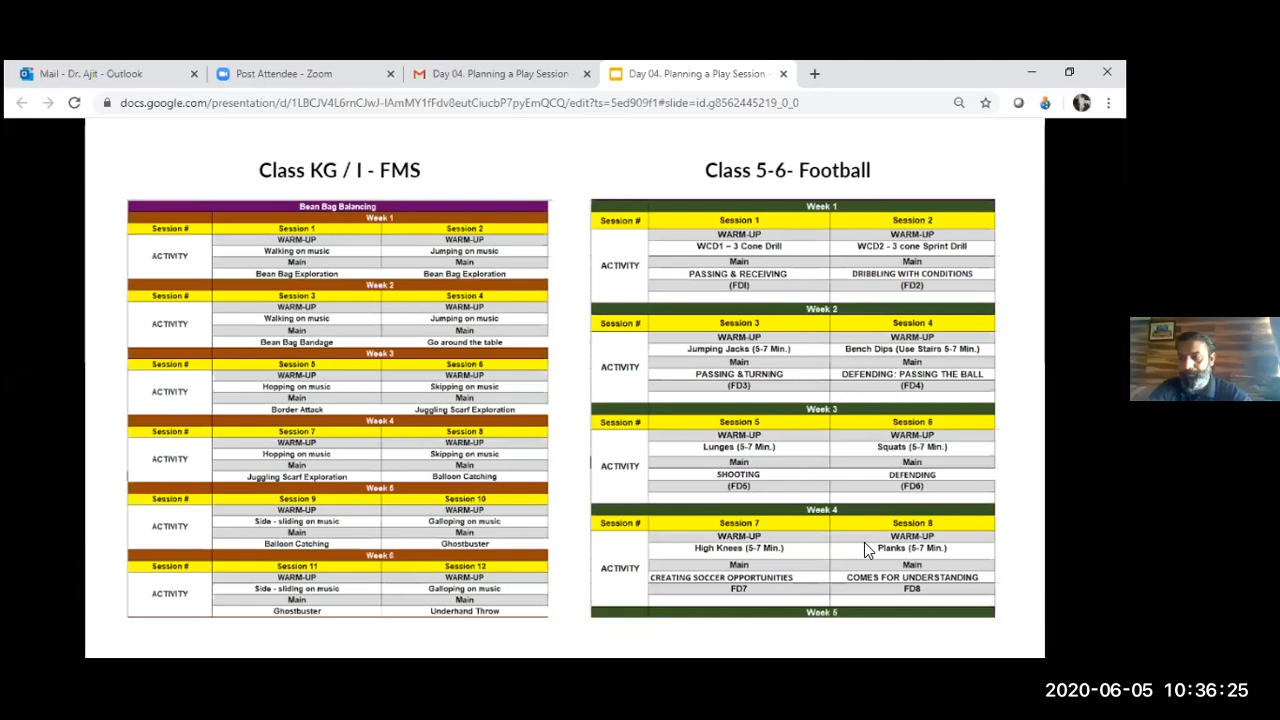 Mail - Dr. Ajit - Outlook
Post Attendee - Zoom
Day 04. Planning a Play Session
Day 04. Planning a Play Session -
docs.google.com/presentation/d/1LBCJV4L6rnCJwJ-IAmMY1fFdv8eutCiucbP7pyEmQCQ/edit?ts=5ed909f1#slide=id.g8562445219_0_0
Class KG / I - FMS
Bean Bag Balancing
Week 1
Session # Session 1 Session 2
WARM-UP WARM-UP
Walking on music Jumping on music
ACTIVITY
Main Main
Bean Bag Exploration Bean Bag Exploration
Week 2
Session # Session 3 Session 4
WARM-UP WARM-UP
Walking on music Jumping on music
ACTIVITY
Main Main
Bean Bag Bandage Go around the table
Week 3
Session # Session 5 Session 6
WARM-UP WARM-UP
Hopping on music Skipping on music
ACTIVITY
Main Main
Border Attack Juggling Scarf Exploration
Week 4
Session # Session 7 Session 8
WARM-UP WARM-UP
Hopping on music Skipping on music
ACTIVITY
Main Main
Juggling Scarf Exploration Balloon Catching
Week 5
Session # Session 9 Session 10
WARM-UP WARM-UP
Side - sliding on music Galloping on music
ACTIVITY
Main Main
Balloon Catching Ghostbuster
Week 6
Session # Session 11 Session 12
WARM-UP WARM-UP
Side - sliding on music Galloping on music
ACTIVITY
Main Main
Ghostbuster Underhand Throw
Class 5-6- Football
Week 1
Session # Session 1 Session 2
WARM-UP WARM-UP
WCD1 – 3 Cone Drill WCD2 - 3 cone Sprint Drill
ACTIVITY
Main Main
PASSING & RECEIVING DRIBBLING WITH CONDITIONS
(FDI) (FD2)
Week 2
Session # Session 3 Session 4
WARM-UP WARM-UP
Jumping Jacks (5-7 Min.) Bench Dips (Use Stairs 5-7 Min.)
ACTIVITY
Main Main
PASSING &TURNING DEFENDING: PASSING THE BALL
(FD3) (FD4)
Week 3
Session # Session 5 Session 6
WARM-UP WARM-UP
Lunges (5-7 Min.) Squats (5-7 Min.)
ACTIVITY
Main Main
SHOOTING DEFENDING
(FD5) (FD6)
Week 4
Session # Session 7 Session 8
WARM-UP WARM-UP
High Knees (5-7 Min.) Planks (5-7 Min.)
ACTIVITY
Main Main
CREATING SOCCER OPPORTUNITIES COMES FOR UNDERSTANDING
FD7 FD8
Week 5
2020-06-05 10:36:25